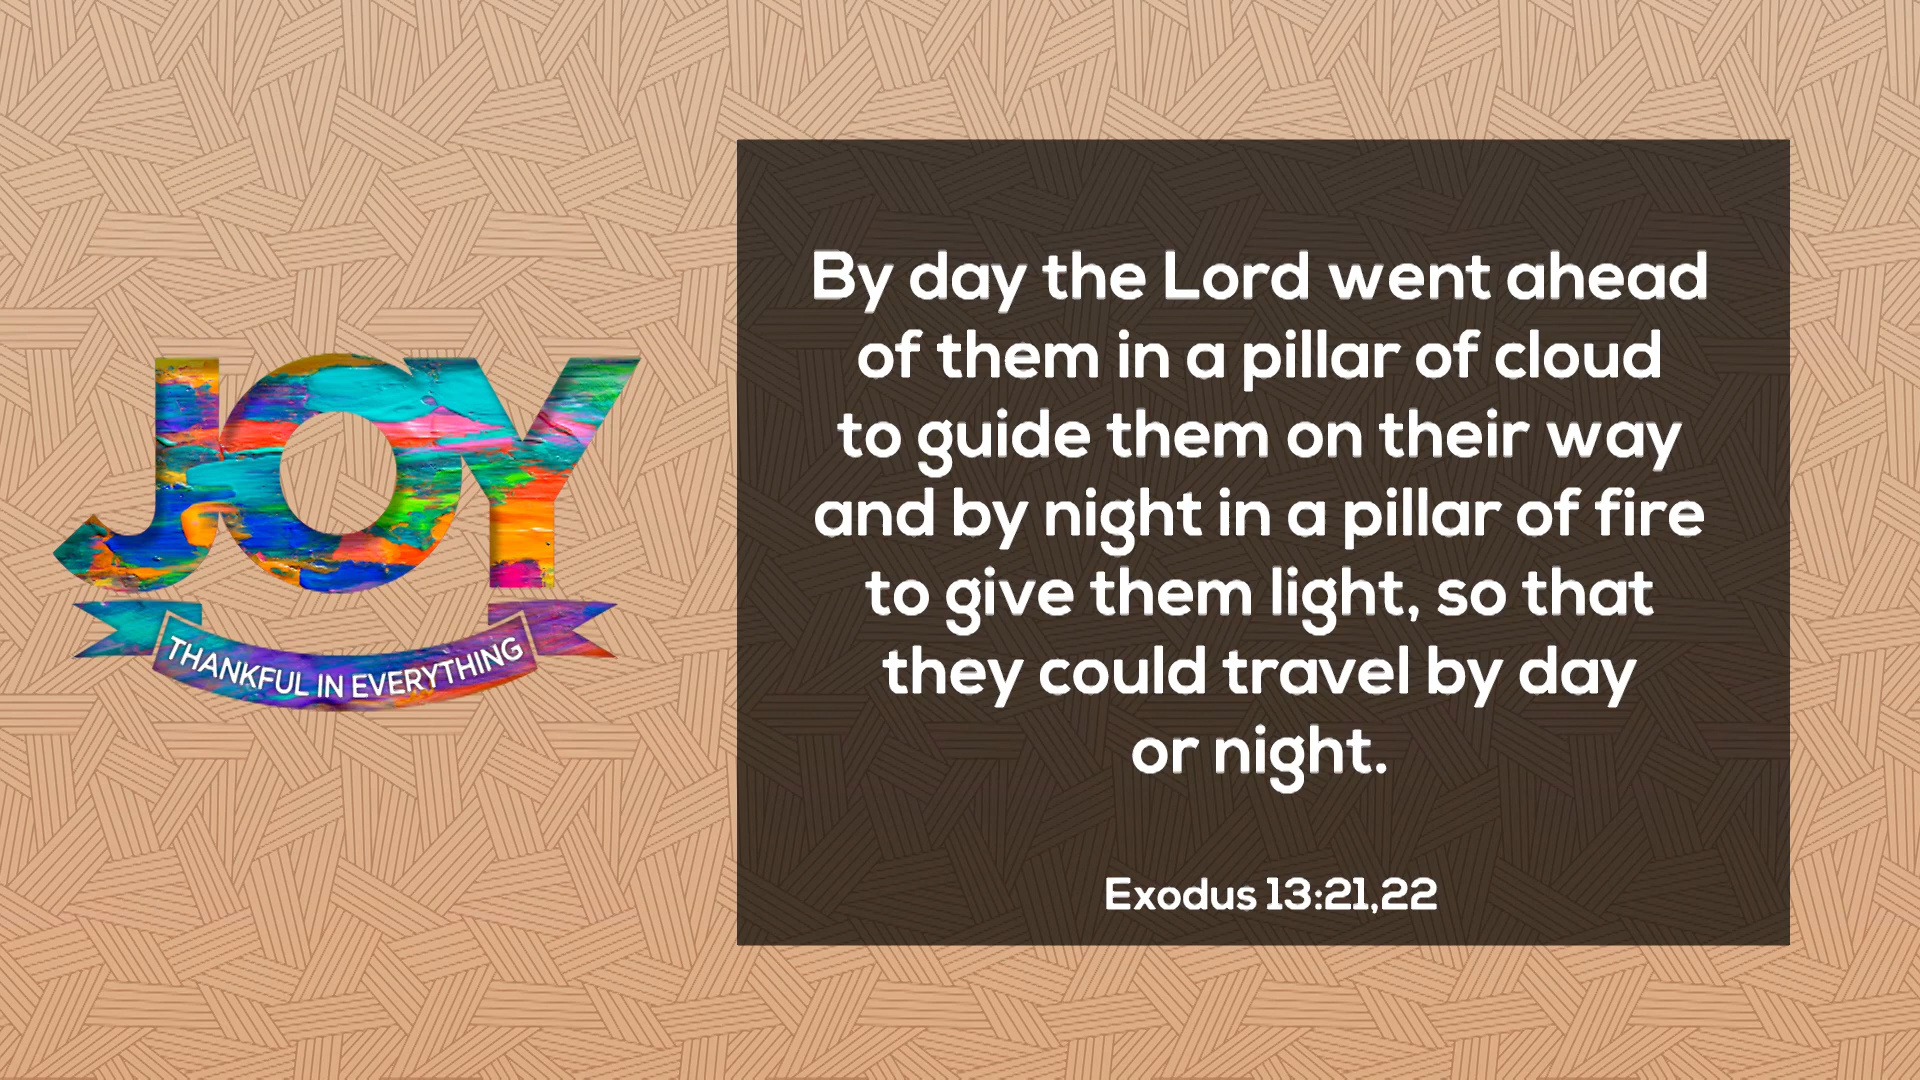 JOY
THANKFUL IN EVERYTHING
By day the Lord went ahead
of them in a pillar of cloud
to guide them on their way
and by night in a pillar of fire
to give them light, so that
they could travel by day
or night.
Exodus 13:21,22